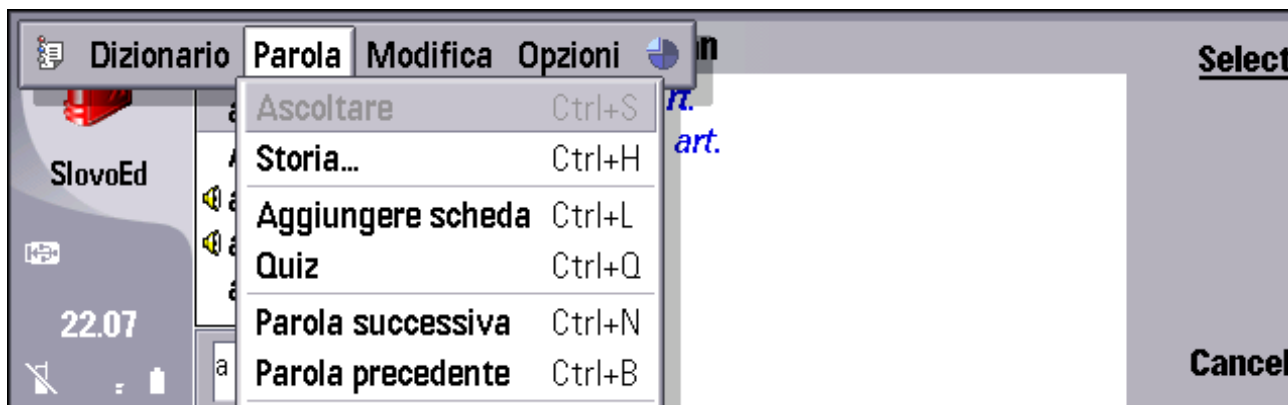 Dizionario Parola Modifica Opzioni
Select
Ascoltare Ctrl+S
art.
Storia... Ctrl+H
SlovoEd
Aggiungere scheda Ctrl+L
Quiz Ctrl+Q
22.07
Parola successiva Ctrl+N
a
Parola precedente Ctrl+B
Cancel